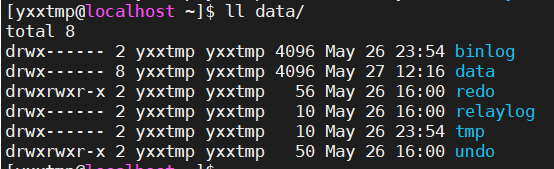 [yxxtmp@localhost ~]$ ll data/
total 8
drwx------ 2 yxxtmp yxxtmp 4096 May 26 23:54 binlog
drwx------ 8 yxxtmp yxxtmp 4096 May 27 12:16 data
drwxrwxr-x 2 yxxtmp yxxtmp   56 May 26 16:00 redo
drwx------ 2 yxxtmp yxxtmp   10 May 26 16:00 relaylog
drwx------ 2 yxxtmp yxxtmp   10 May 26 23:54 tmp
drwxrwxr-x 2 yxxtmp yxxtmp   50 May 26 16:00 undo
[yxxtmp@localhost ~]$